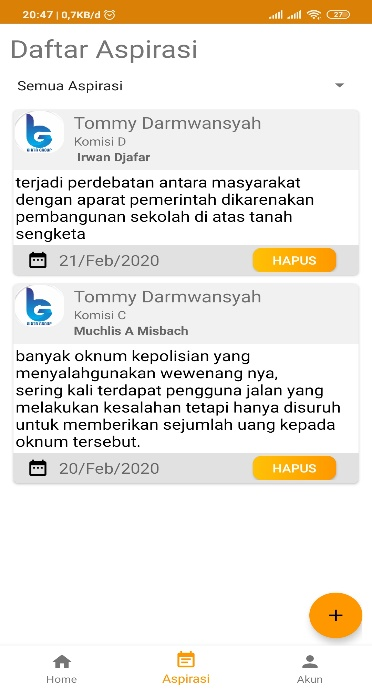 20:47 | 0,7KB/d
27
Daftar Aspirasi
Semua Aspirasi
Tommy Darmwansyah
Komisi D
Irwan Djafar
terjadi perdebatan antara masyarakat
dengan aparat pemerintah dikarenakan
pembangunan sekolah di atas tanah
sengketa
21/Feb/2020
HAPUS
Tommy Darmwansyah
Komisi C
Muchlis A Misbach
banyak oknum kepolisian yang
menyalahgunakan wewenang nya,
sering kali terdapat pengguna jalan yang
melakukan kesalahan tetapi hanya disuruh
untuk memberikan sejumlah uang kepada
oknum tersebut.
20/Feb/2020
HAPUS
+
Home
Aspirasi
Akun